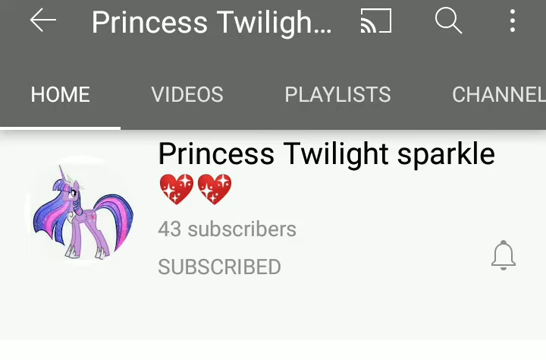 Princess Twiligh...
HOME VIDEOS PLAYLISTS CHANNEL
Princess Twilight sparkle
💖💖
43 subscribers
SUBSCRIBED